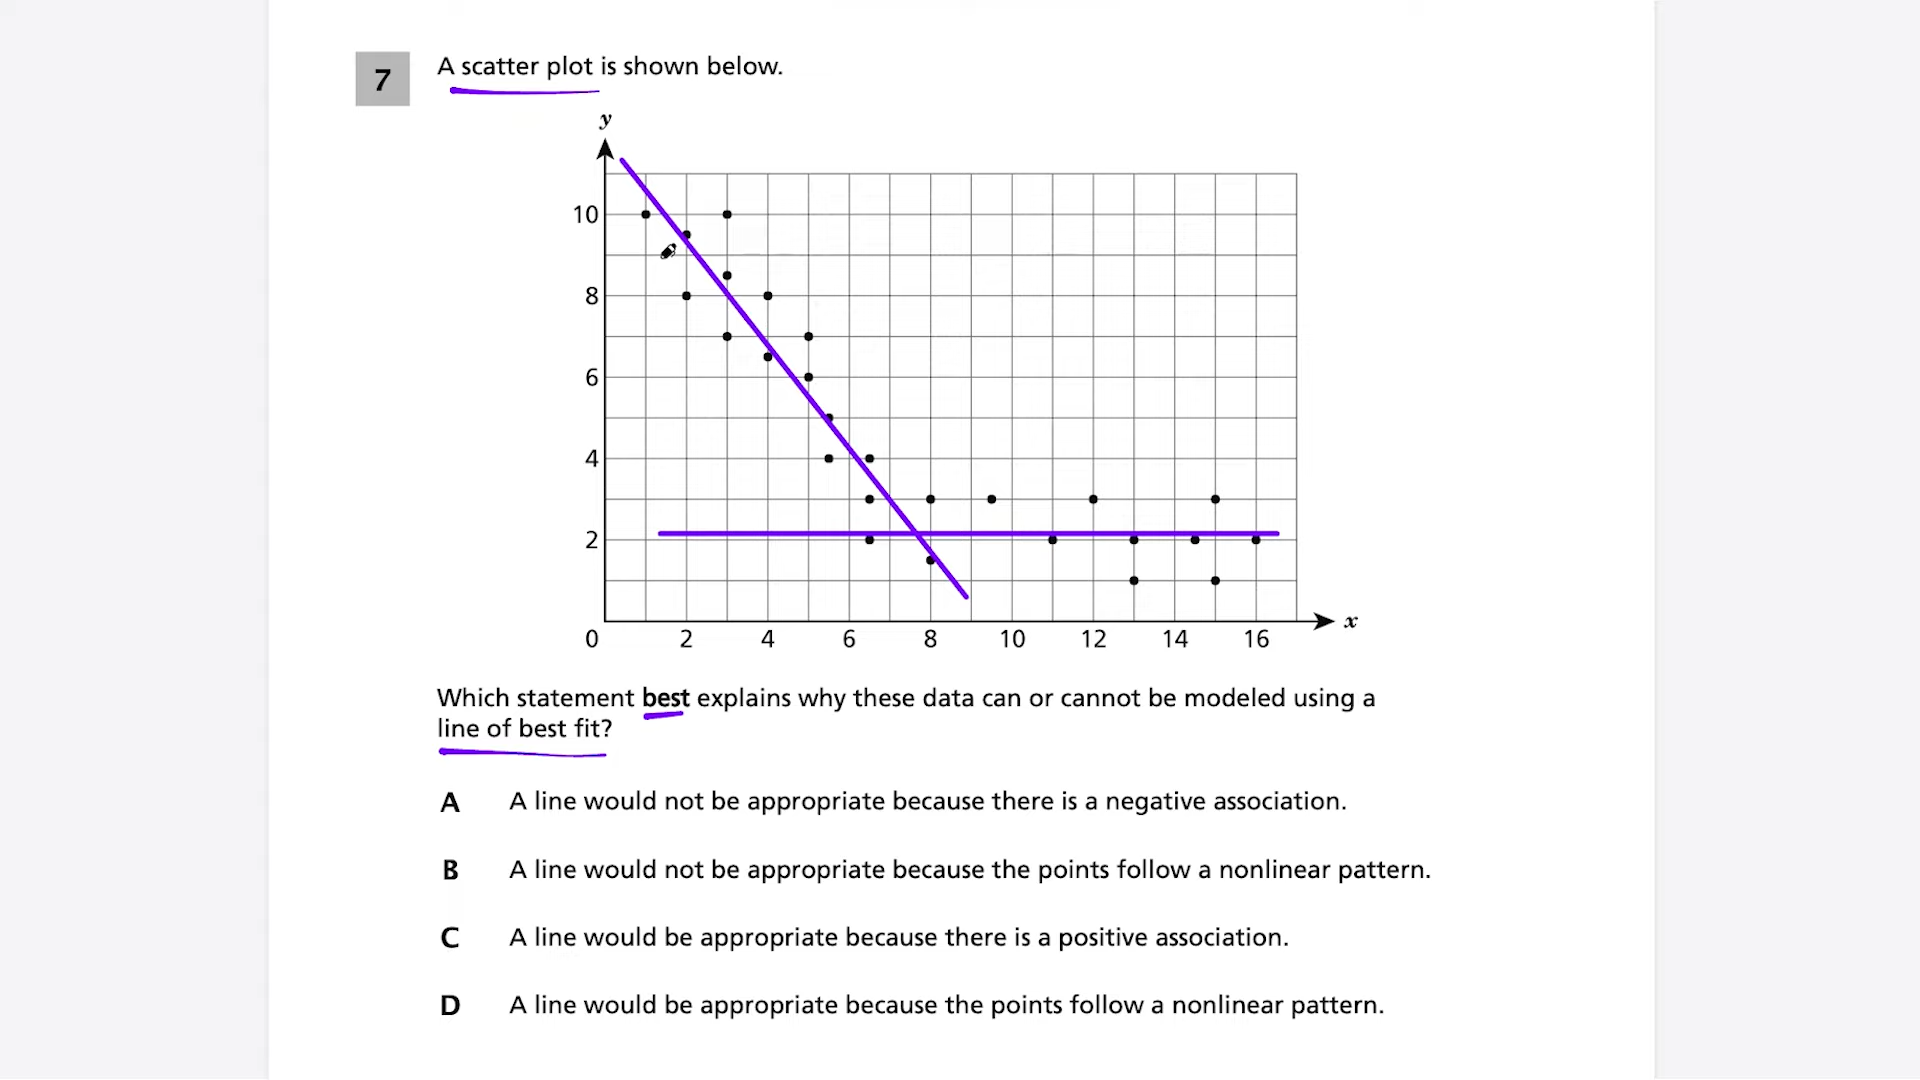 7
A scatter plot is shown below.
y
10
8
6
4
2
0 2 4 6 8 10 12 14 16 x
Which statement best explains why these data can or cannot be modeled using a
line of best fit?
A A line would not be appropriate because there is a negative association.
B A line would not be appropriate because the points follow a nonlinear pattern.
C A line would be appropriate because there is a positive association.
D A line would be appropriate because the points follow a nonlinear pattern.